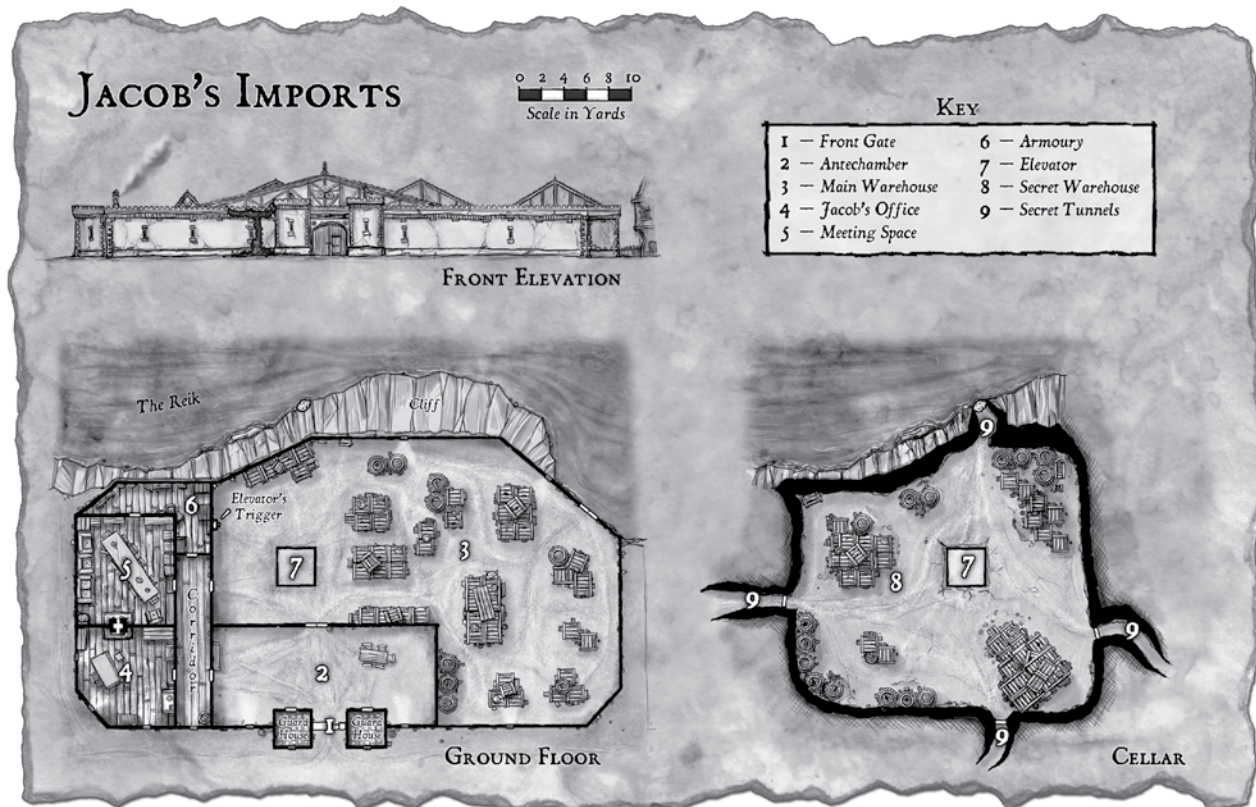 JACOB'S IMPORTS
0 2 4 6 8 10
Scale in Yards
KEY
1 — Front Gate
2 — Antechamber
3 — Main Warehouse
4 — Jacob's Office
5 — Meeting Space
6 — Armoury
7 — Elevator
8 — Secret Warehouse
9 — Secret Tunnels
FRONT ELEVATION
The Reik
Cliff
6
Elevator's
Trigger
5
7
3
Corridor
4
2
Guard
House
1
Guard
House
GROUND FLOOR
9
7
8
9
9
9
CELLAR